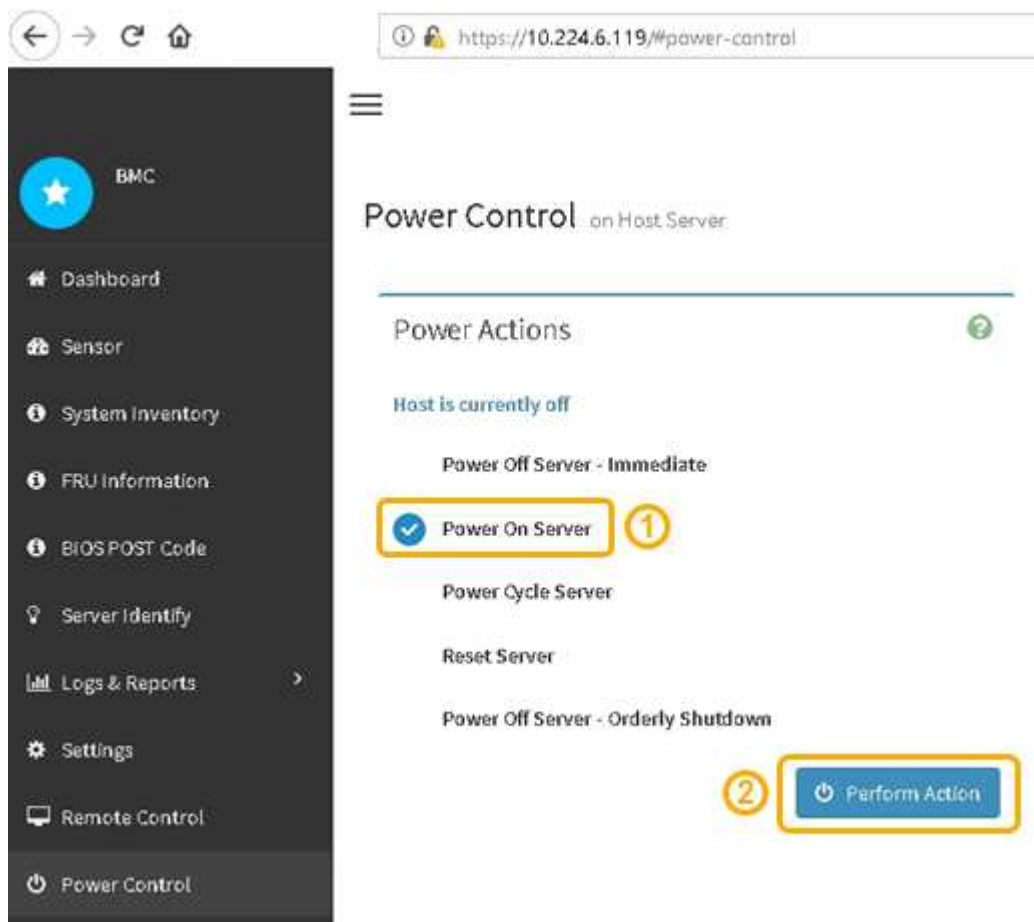 https://10.224.6.119/#power-control
BMC
Dashboard
Sensor
System Inventory
FRU Information
BIOS POST Code
Server Identify
Logs & Reports
Settings
Remote Control
Power Control
Power Control on Host Server
Power Actions
Host is currently off
Power Off Server - Immediate
Power On Server 1
Power Cycle Server
Reset Server
Power Off Server - Orderly Shutdown
2 Perform Action